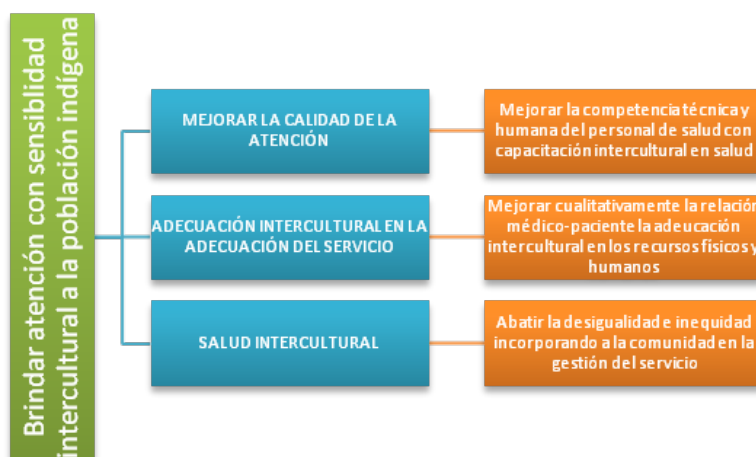 Brindar atención con sensiblidad
intercultural a la población indígena
MEJORAR LA CALIDAD DE LA
ATENCIÓN
Mejorar la competencia técnica y
humana del personal de salud con
capacitación intercultural en salud
ADECUACIÓN INTERCULTURAL EN LA
ADECUACIÓN DEL SERVICIO
Mejorar cualitativamente la relación
médico-paciente la adeucación
intercultural en los recursos físicos y
humanos
SALUD INTERCULTURAL
Abatir la desigualdad e inequidad
incorporando a la comunidad en la
gestión del servicio